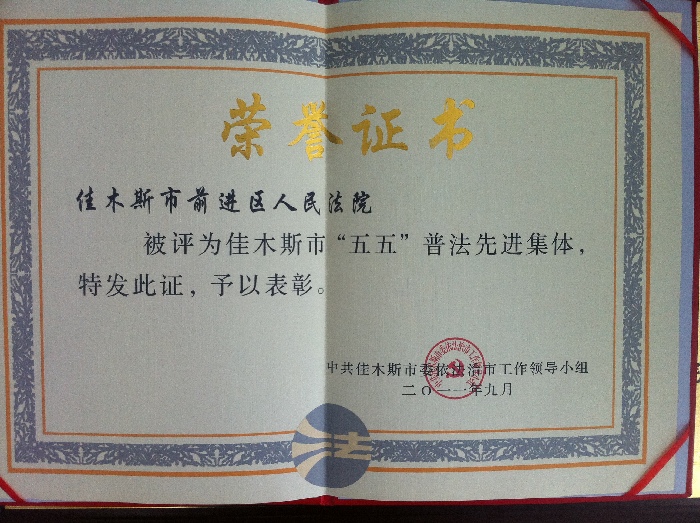 荣誉证书
佳木斯市前进区人民法院
被评为佳木斯市“五五”普法先进集体，
特发此证，予以表彰。
中共佳木斯市委依法治市工作领导小组
二〇一一年九月
法